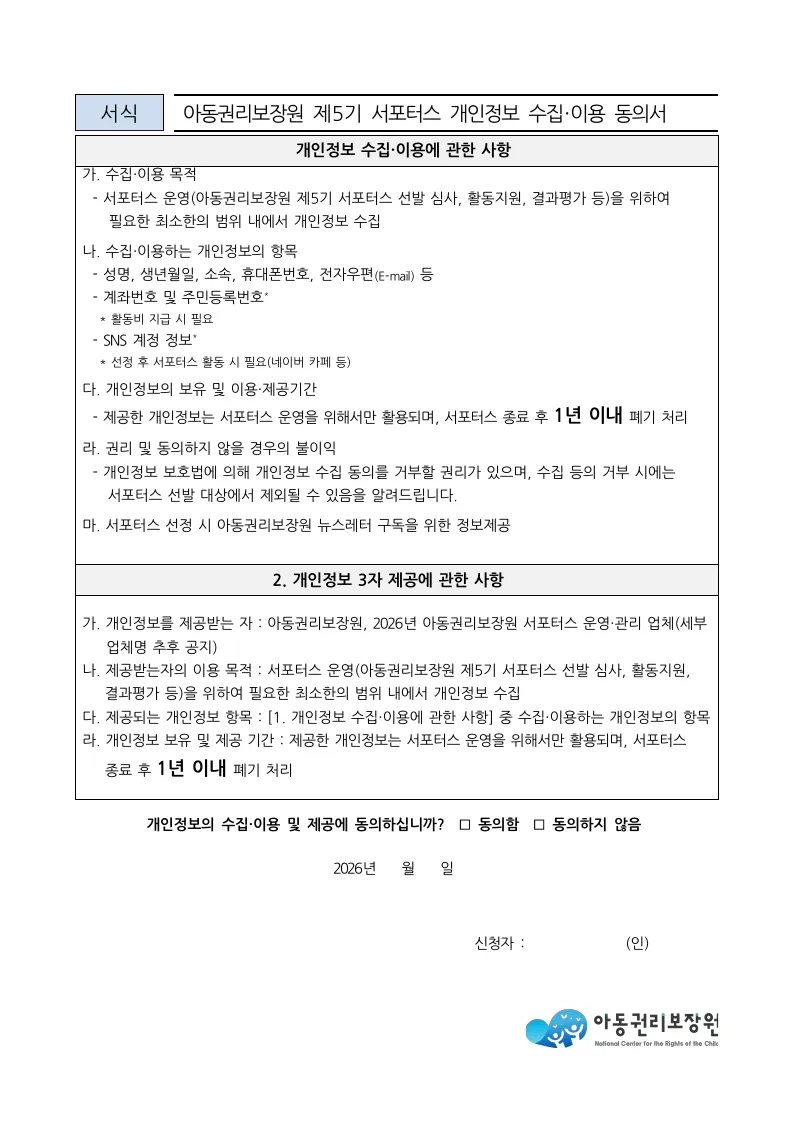 서식
아동권리보장원 제5기 서포터스 개인정보 수집·이용 동의서
개인정보 수집·이용에 관한 사항
가. 수집·이용 목적
- 서포터스 운영(아동권리보장원 제5기 서포터스 선발 심사, 활동지원, 결과평가 등)을 위하여
필요한 최소한의 범위 내에서 개인정보 수집
나. 수집·이용하는 개인정보의 항목
- 성명, 생년월일, 소속, 휴대폰번호, 전자우편(E-mail) 등
- 계좌번호 및 주민등록번호*
* 활동비 지급 시 필요
- SNS 계정 정보*
* 선정 후 서포터스 활동 시 필요(네이버 카페 등)
다. 개인정보의 보유 및 이용·제공기간
- 제공한 개인정보는 서포터스 운영을 위해서만 활용되며, 서포터스 종료 후 1년 이내 폐기 처리
라. 권리 및 동의하지 않을 경우의 불이익
- 개인정보 보호법에 의해 개인정보 수집 동의를 거부할 권리가 있으며, 수집 등의 거부 시에는
서포터스 선발 대상에서 제외될 수 있음을 알려드립니다.
마. 서포터스 선정 시 아동권리보장원 뉴스레터 구독을 위한 정보제공
2. 개인정보 3자 제공에 관한 사항
가. 개인정보를 제공받는 자 : 아동권리보장원, 2026년 아동권리보장원 서포터스 운영·관리 업체(세부
업체명 추후 공지)
나. 제공받는자의 이용 목적 : 서포터스 운영(아동권리보장원 제5기 서포터스 선발 심사, 활동지원,
결과평가 등)을 위하여 필요한 최소한의 범위 내에서 개인정보 수집
다. 제공되는 개인정보 항목 : [1. 개인정보 수집·이용에 관한 사항] 중 수집·이용하는 개인정보의 항목
라. 개인정보 보유 및 제공 기간 : 제공한 개인정보는 서포터스 운영을 위해서만 활용되며, 서포터스
종료 후 1년 이내 폐기 처리
개인정보의 수집·이용 및 제공에 동의하십니까? □ 동의함 □ 동의하지 않음
2026년 월 일
신청자 : (인)
아동권리보장원
National Center for the Rights of the Chil